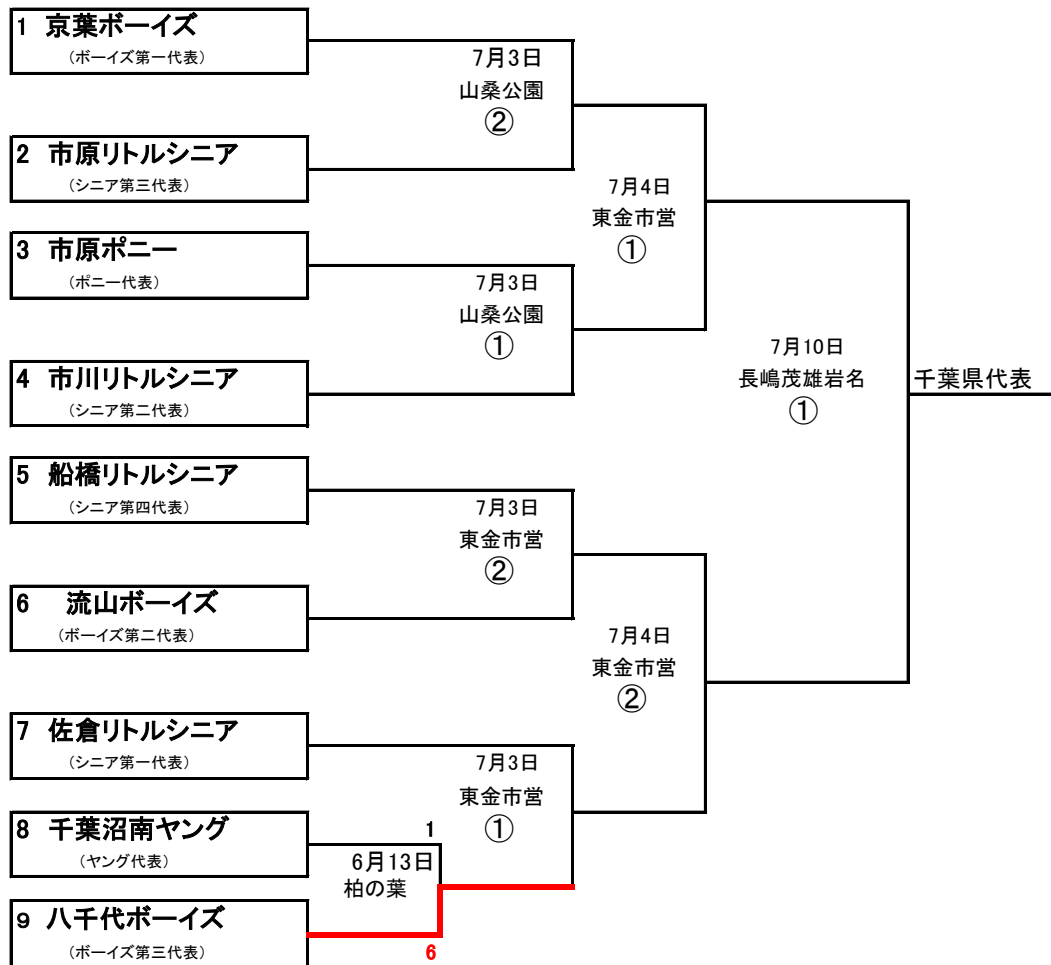 1 京葉ボーイズ
(ボーイズ第一代表)
7月3日
山桑公園
②
2 市原リトルシニア
(シニア第三代表)
7月4日
東金市営
①
3 市原ポニー
(ポニー代表)
7月3日
山桑公園
①
4 市川リトルシニア
(シニア第二代表)
7月10日
長嶋茂雄岩名
①
千葉県代表
5 船橋リトルシニア
(シニア第四代表)
7月3日
東金市営
②
6 流山ボーイズ
(ボーイズ第二代表)
7月4日
東金市営
②
7 佐倉リトルシニア
(シニア第一代表)
7月3日
東金市営
①
8 千葉沼南ヤング
(ヤング代表)
1
6月13日
柏の葉
9 八千代ボーイズ
(ボーイズ第三代表)
6